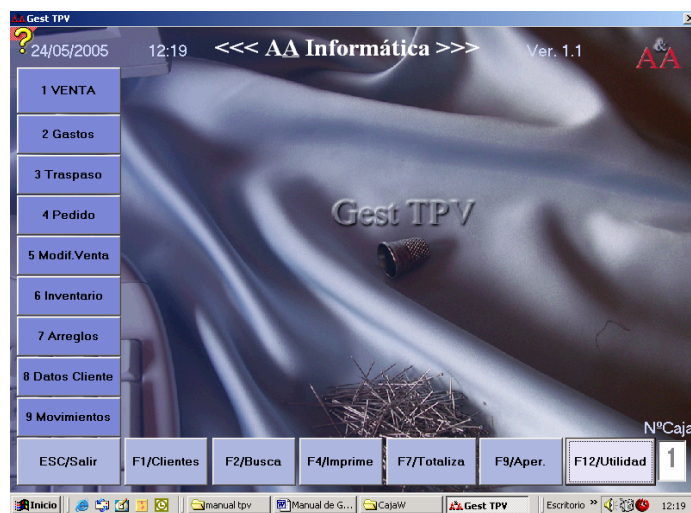 Gest TPV
24/05/2005 12:19 <<< AA Informática >>> Ver. 1.1 A&A
1 VENTA
2 Gastos
3 Traspaso
4 Pedido
Gest TPV
5 Modif.Venta
6 Inventario
7 Arreglos
8 Datos Cliente
9 Movimientos
NºCaja
ESC/Salir F1/Clientes F2/Busca F4/Imprime F7/Totaliza F9/Aper. F12/Utilidad 1
Inicio manual tpv Manual de G... CajaW Gest TPV Escritorio » 12:19